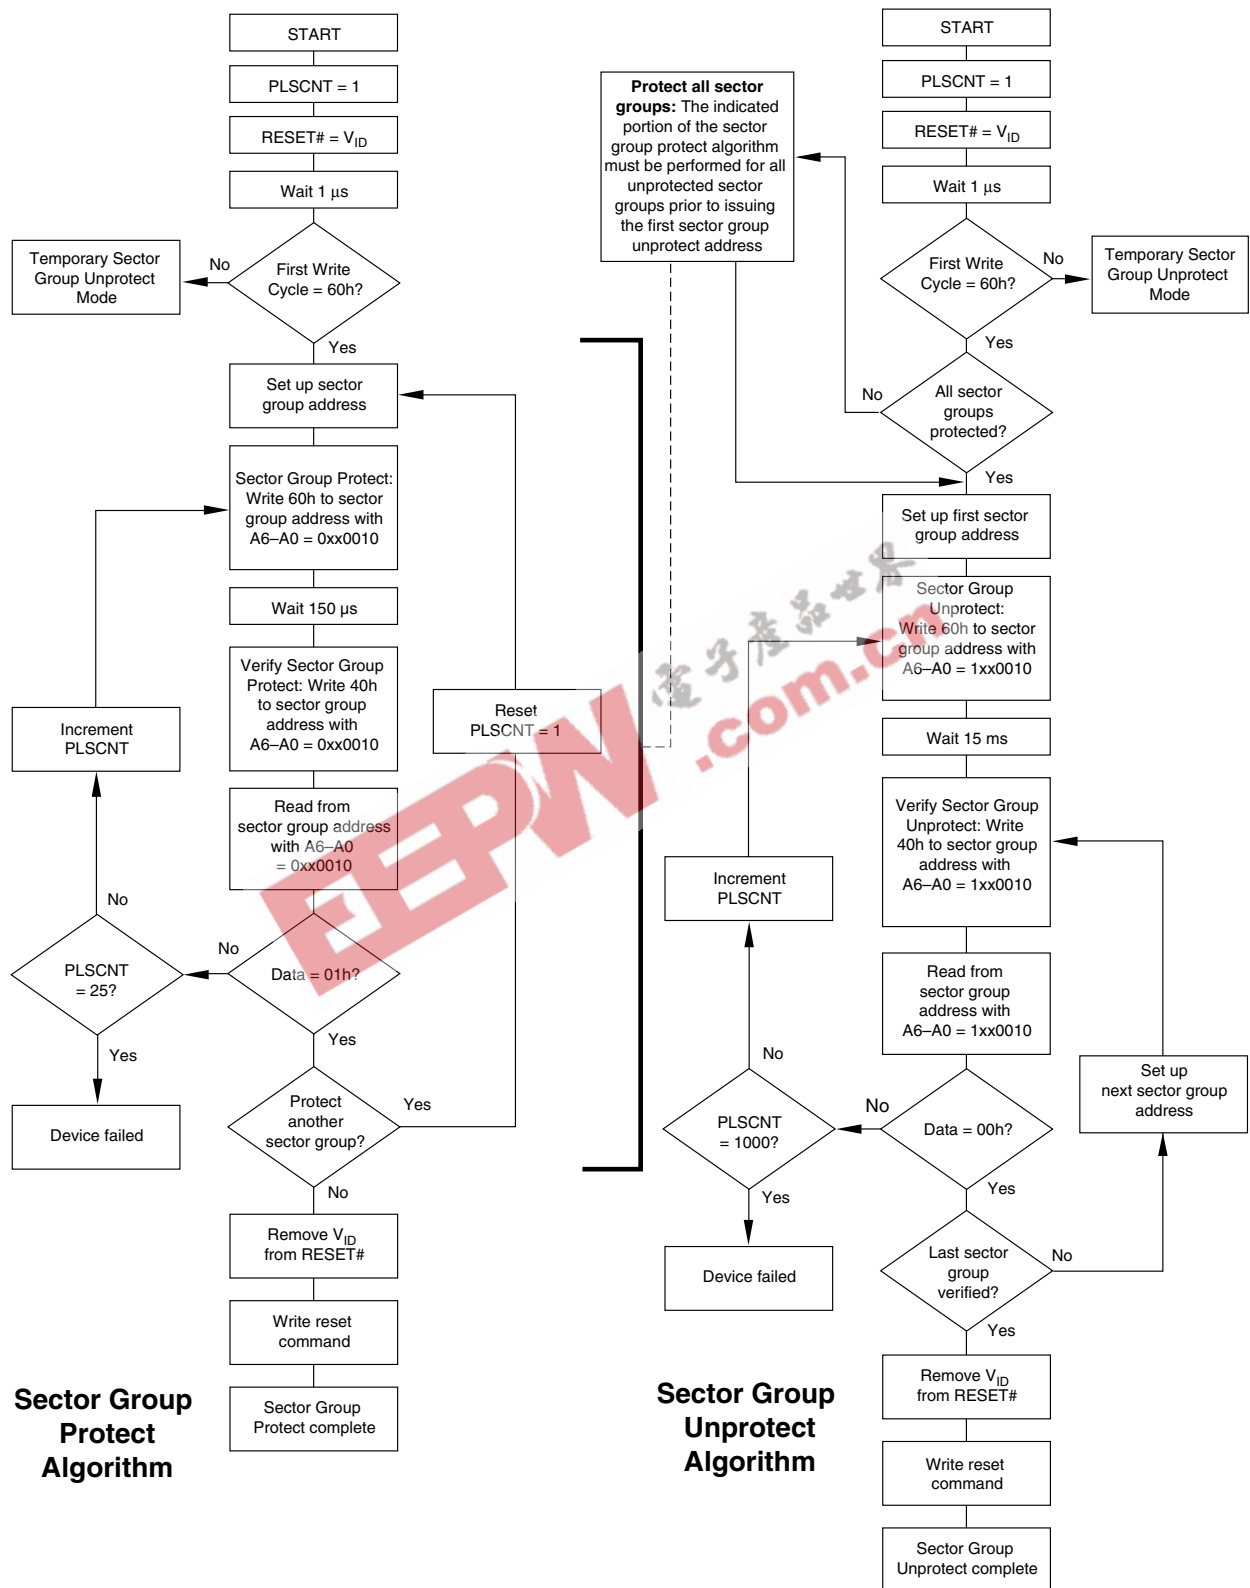 START
PLSCNT = 1
RESET# = VID
Wait 1 μs
First Write
Cycle = 60h?
No
Temporary Sector
Group Unprotect
Mode
Yes
Set up sector
group address
Sector Group Protect:
Write 60h to sector
group address with
A6–A0 = 0xx0010
Wait 150 μs
Verify Sector Group
Protect: Write 40h
to sector group
address with
A6–A0 = 0xx0010
Read from
sector group address
with A6–A0
= 0xx0010
Increment
PLSCNT
No
PLSCNT
= 25?
Yes
Device failed
No
Data = 01h?
Yes
Protect
another
sector group?
Yes
Reset
PLSCNT = 1
No
Remove VID
from RESET#
Write reset
command
Sector Group
Protect complete
Sector Group
Protect
Algorithm
Protect all sector
groups: The indicated
portion of the sector
group protect algorithm
must be performed for all
unprotected sector
groups prior to issuing
the first sector group
unprotect address
START
PLSCNT = 1
RESET# = VID
Wait 1 μs
First Write
Cycle = 60h?
No
Temporary Sector
Group Unprotect
Mode
Yes
All sector
groups
protected?
No
Yes
Set up first sector
group address
Sector Group
Unprotect:
Write 60h to sector
group address with
A6–A0 = 1xx0010
Wait 15 ms
Verify Sector Group
Unprotect: Write
40h to sector group
address with
A6–A0 = 1xx0010
Read from
sector group
address with
A6–A0 = 1xx0010
Increment
PLSCNT
No
PLSCNT
= 1000?
Yes
Device failed
No
Data = 00h?
Yes
Set up
next sector group
address
Last sector
group
verified?
No
Yes
Remove VID
from RESET#
Write reset
command
Sector Group
Unprotect complete
Sector Group
Unprotect
Algorithm
EEPW
電子產品世界
.com.cn